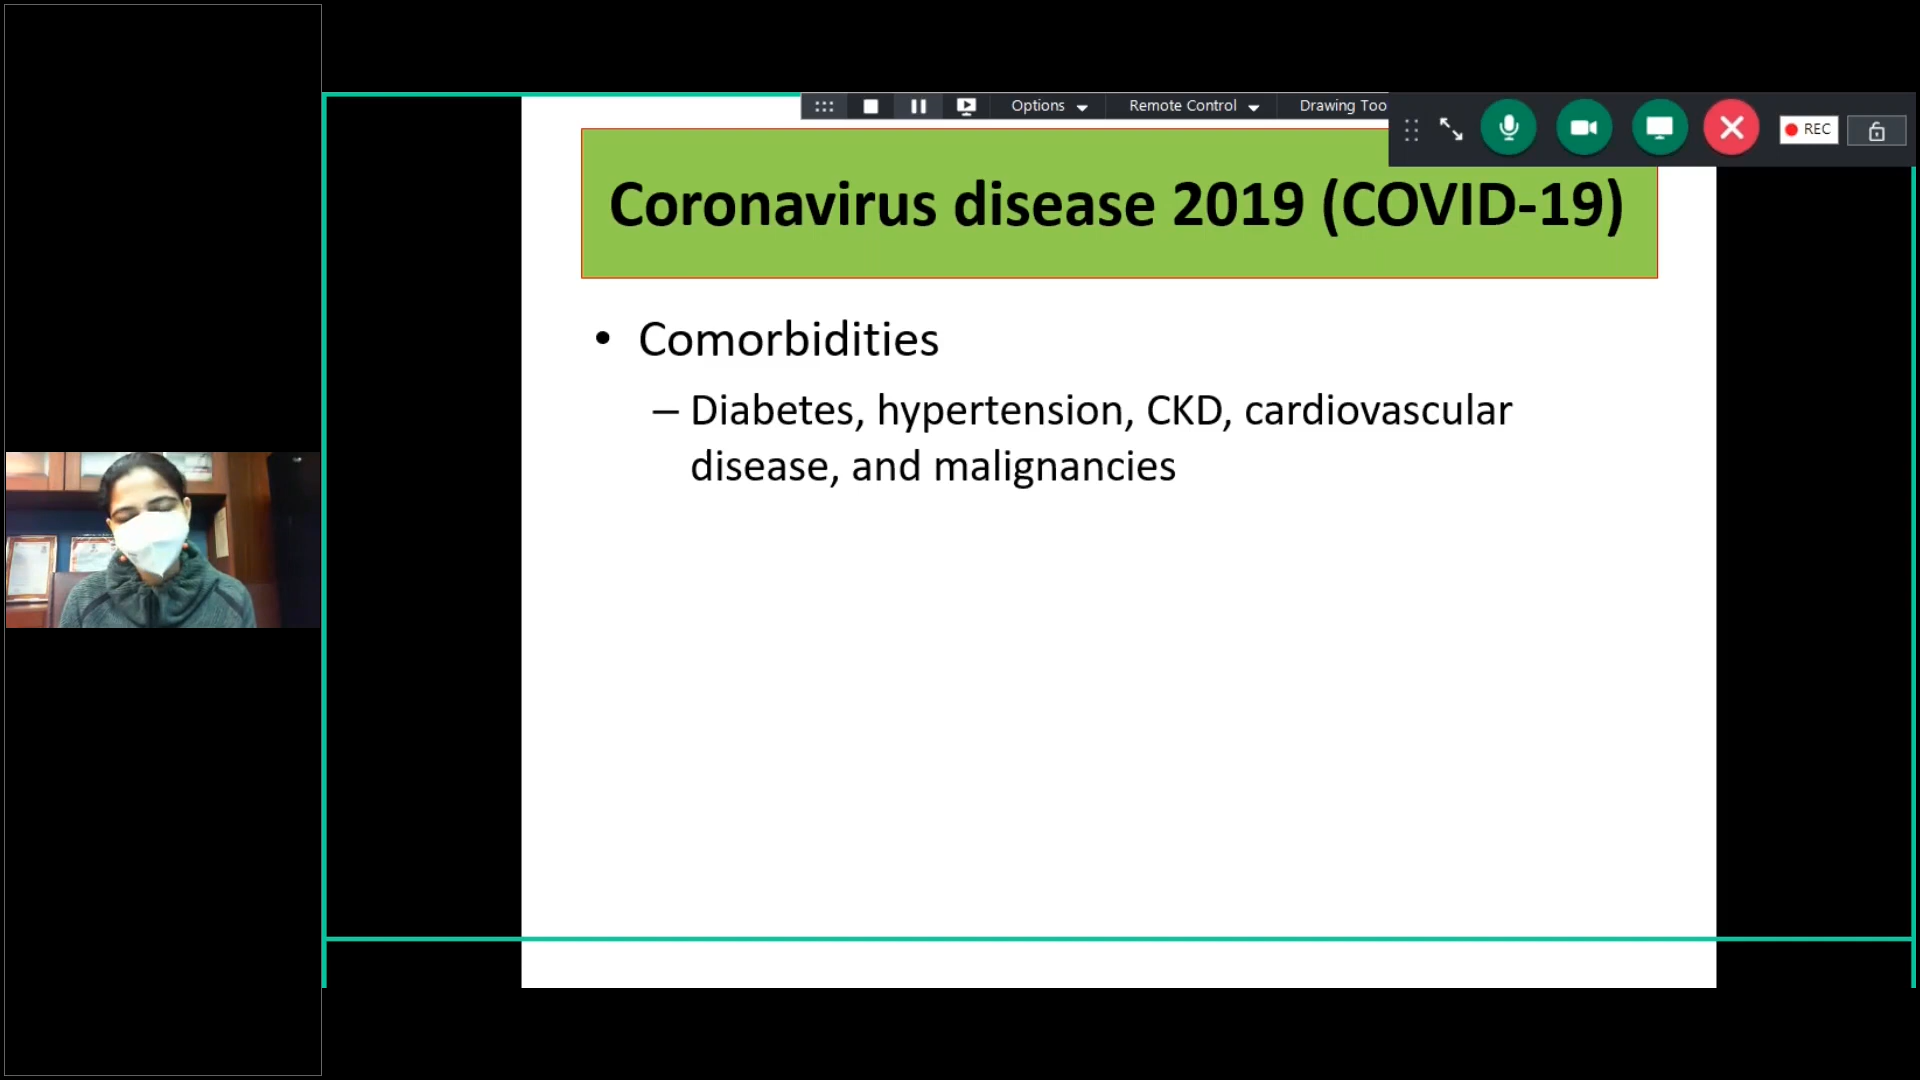 Options
Remote Control
Drawing Too
REC
Coronavirus disease 2019 (COVID-19)
• Comorbidities
– Diabetes, hypertension, CKD, cardiovascular
disease, and malignancies